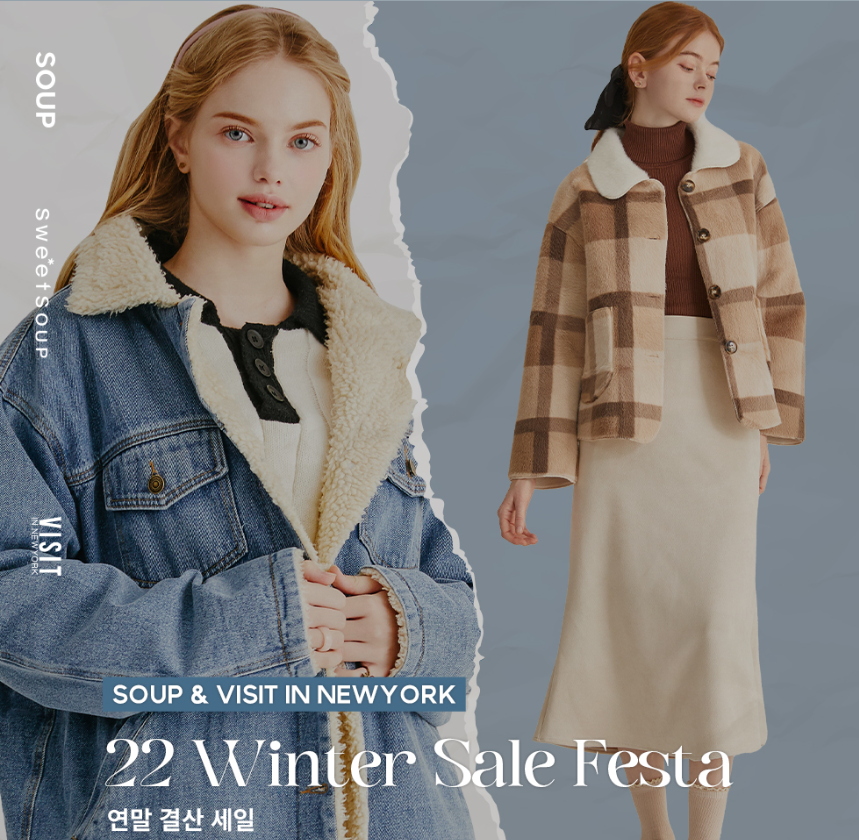 SOUP
SweetSOUP
VISIT
IN NEWYORK
SOUP & VISIT IN NEWYORK
22 Winter Sale Festa
연말 결산 세일